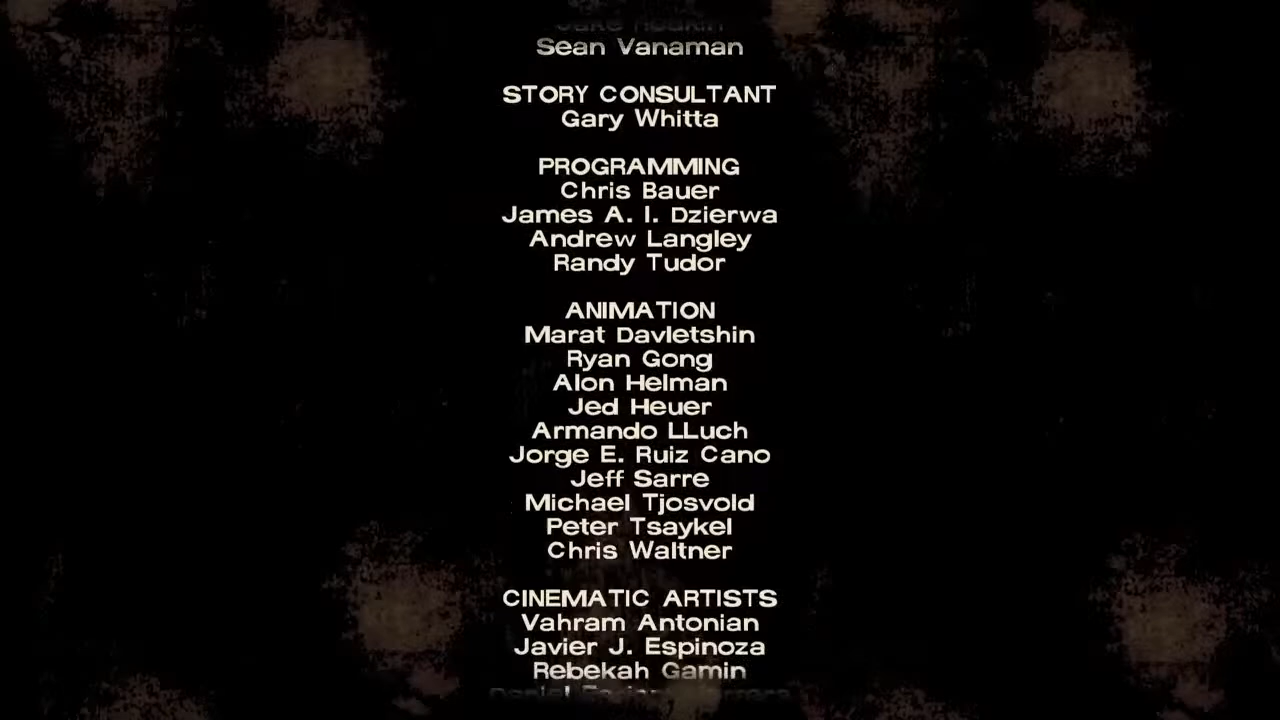 Sean Vanaman
STORY CONSULTANT
Gary Whitta
PROGRAMMING
Chris Bauer
James A. I. Dzierwa
Andrew Langley
Randy Tudor
ANIMATION
Marat Davletshin
Ryan Gong
Alon Helman
Jed Heuer
Armando LLuch
Jorge E. Ruiz Cano
Jeff Sarre
Michael Tjosvold
Peter Tsaykel
Chris Waltner
CINEMATIC ARTISTS
Vahram Antonian
Javier J. Espinoza
Rebekah Gamin